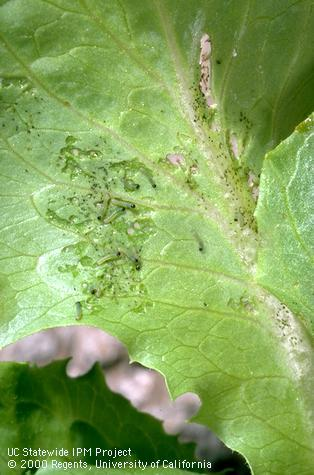 UC Statewide IPM Project
© 2000 Regents, University of California